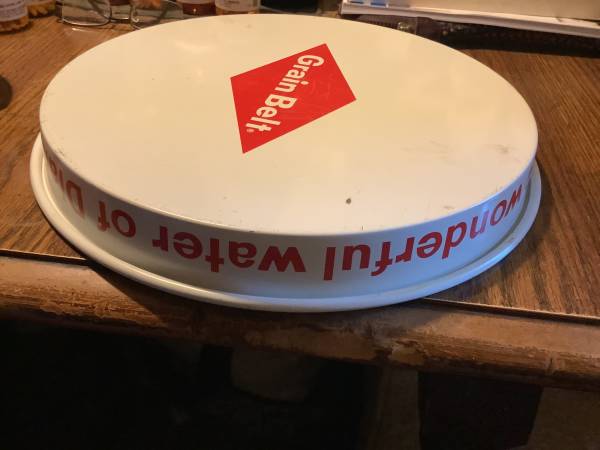 Grain Belt.
wonderful water of